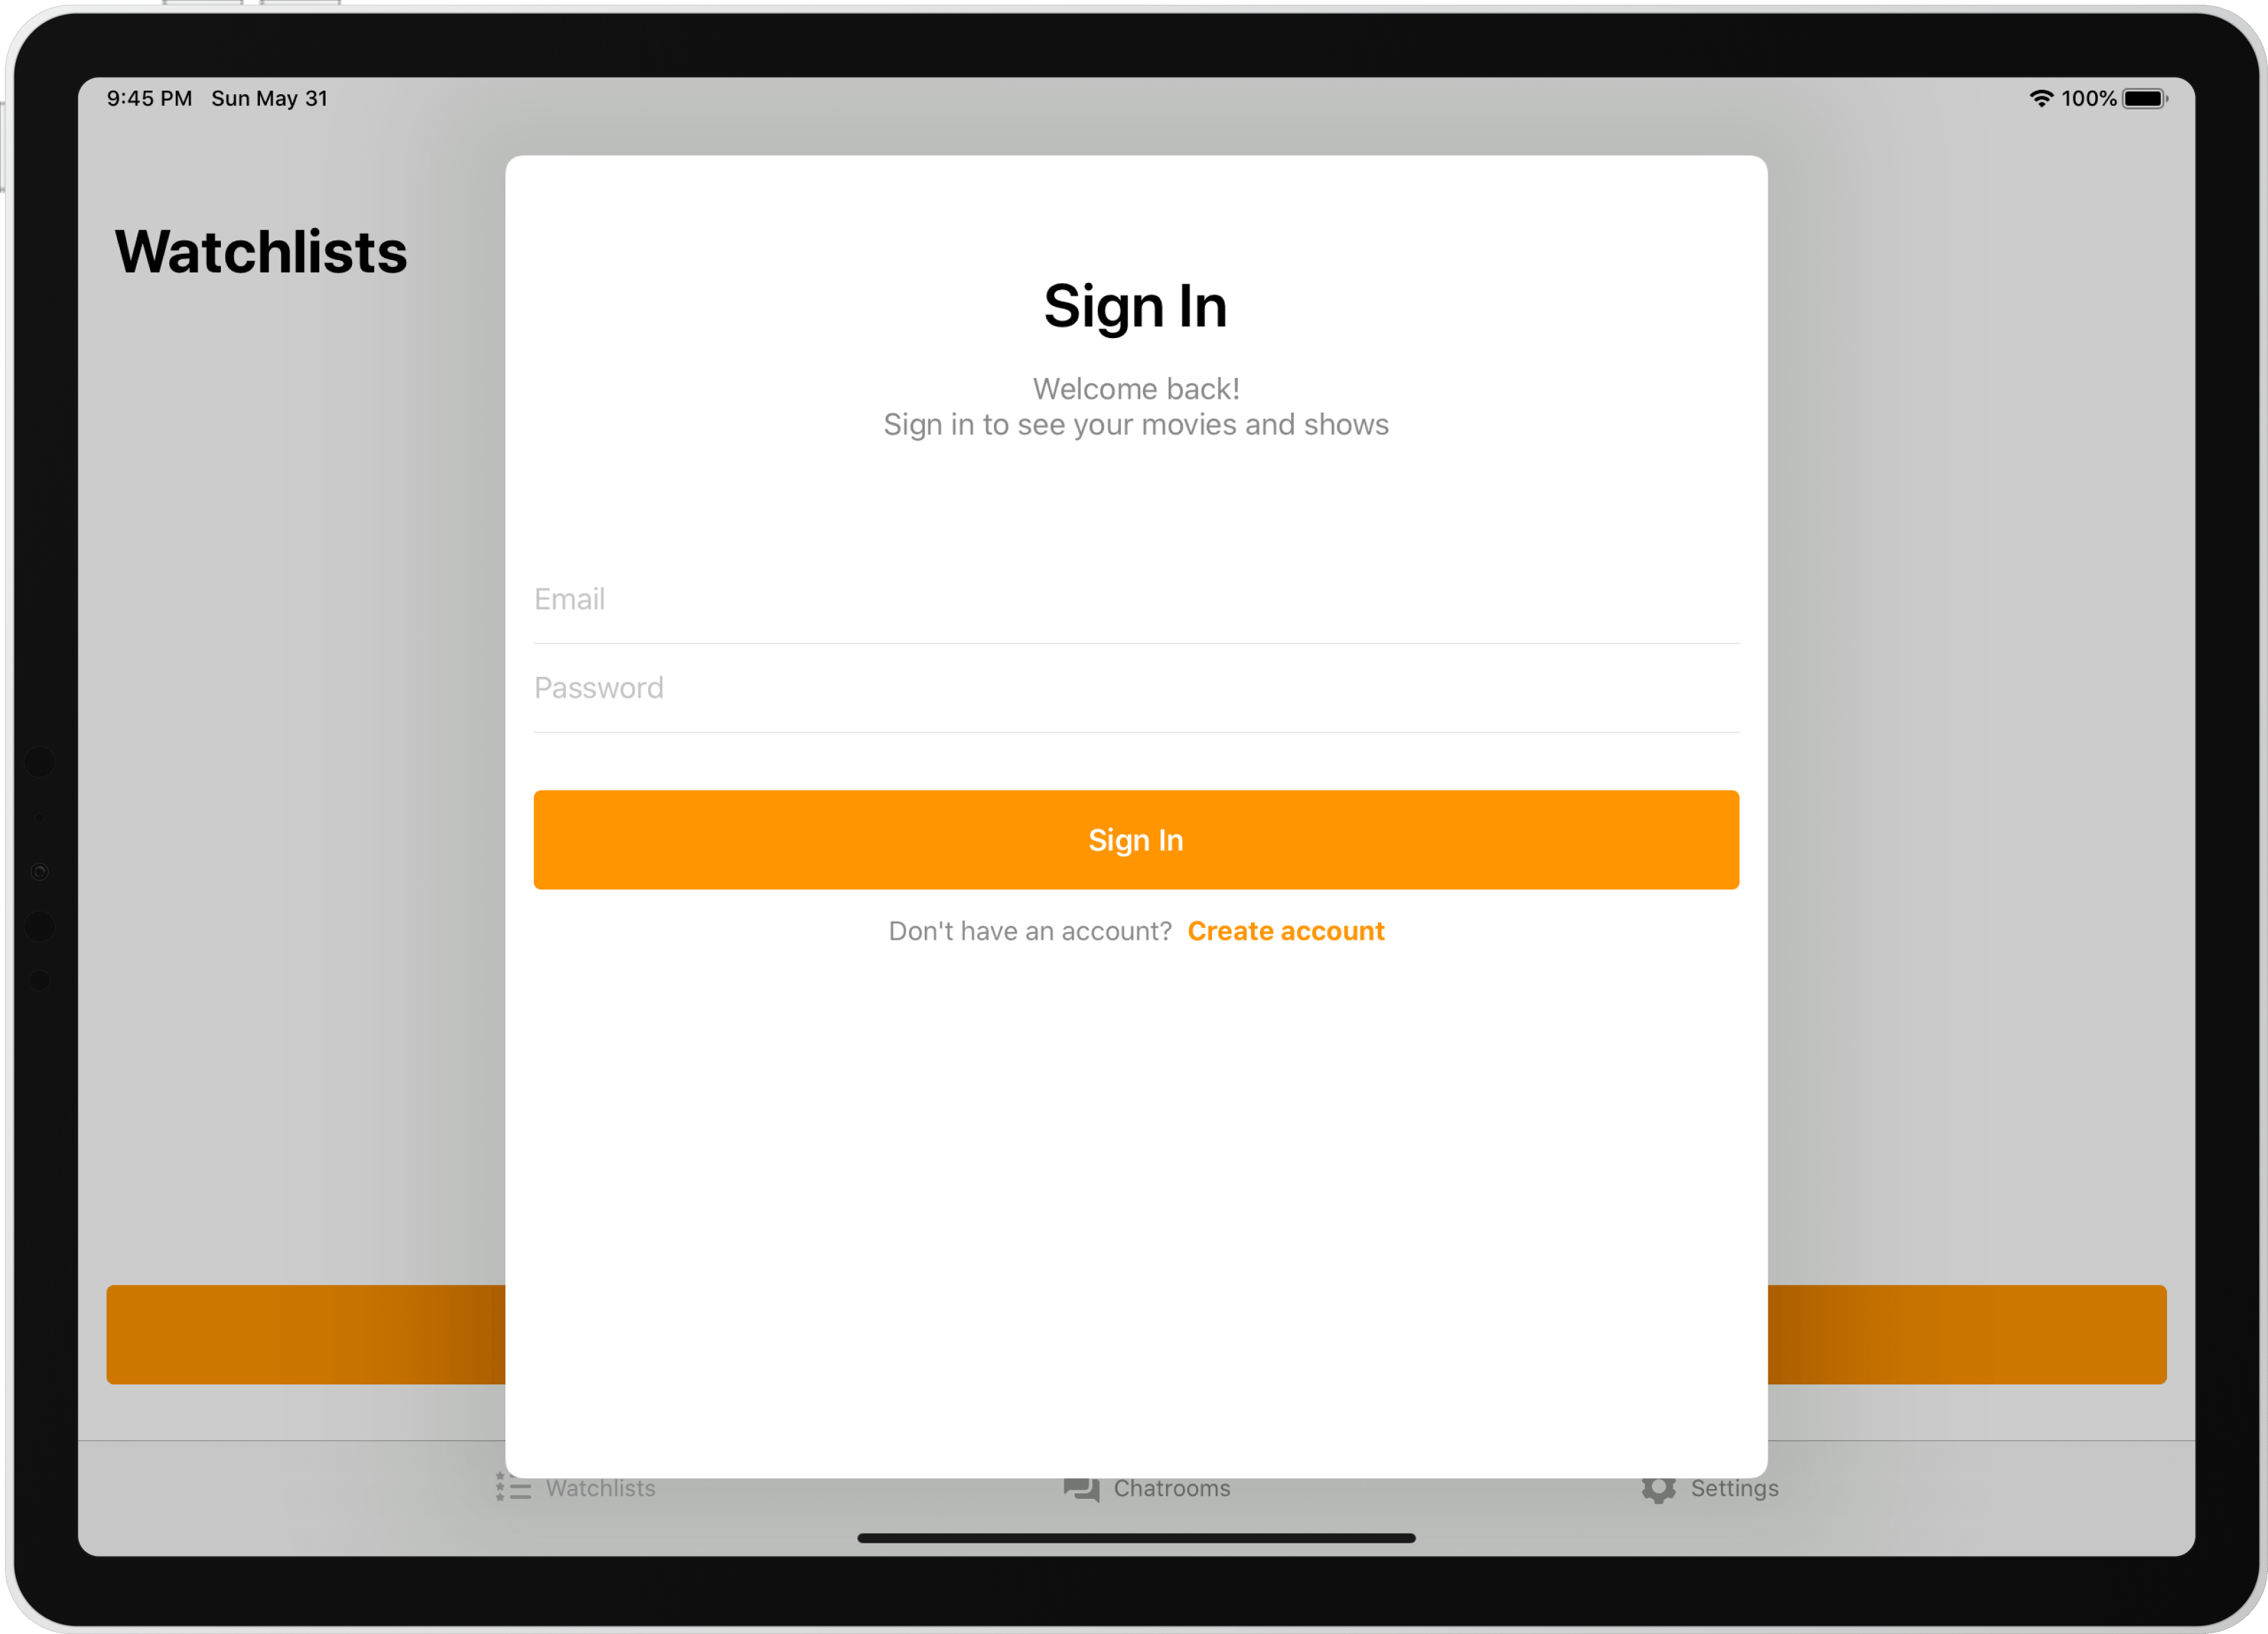 9:45 PM Sun May 31
100%
Watchlists
Sign In
Welcome back!
Sign in to see your movies and shows
Email
Password
Sign In
Don't have an account? Create account
Watchlists
Chatrooms
Settings